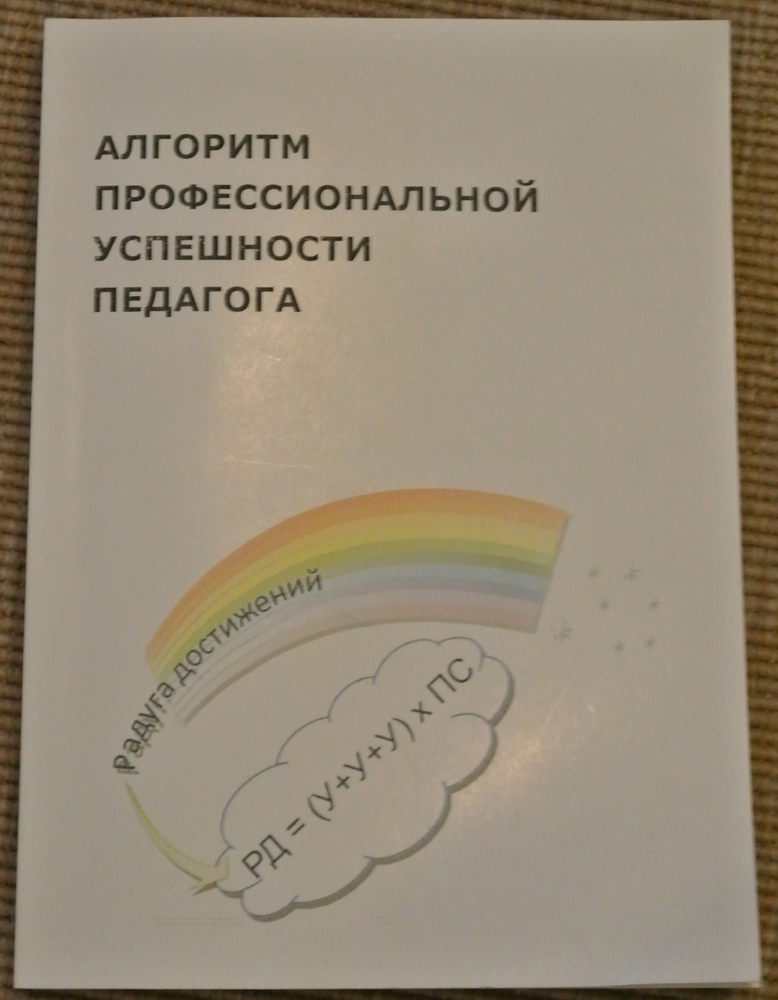 АЛГОРИТМ
ПРОФЕССИОНАЛЬНОЙ
УСПЕШНОСТИ
ПЕДАГОГА
Радуга достижений
РД = (У+У+У) х ПС